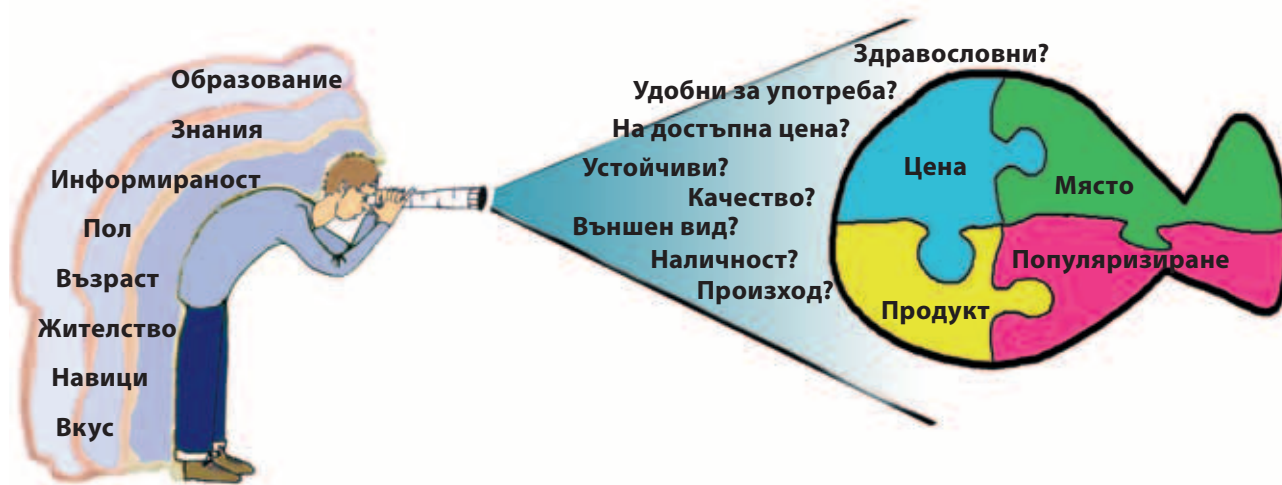 Образование
Знания
Информираност
Пол
Възраст
Жителство
Навици
Вкус
Здравословни?
Удобни за употреба?
На достъпна цена?
Устойчиви?
Качество?
Външен вид?
Наличност?
Произход?
Цена
Място
Популяризиране
Продукт